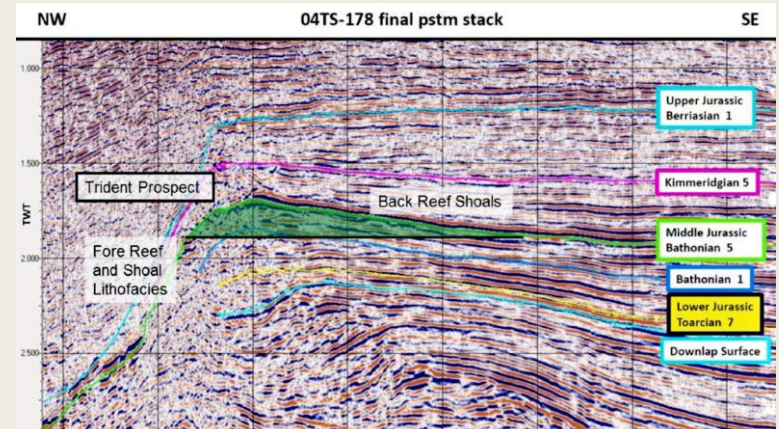 NW
04TS-178 final pstm stack
SE
1.000
Upper Jurassic
Berriasian 1
1.500
Kimmeridgian 5
Trident Prospect
Back Reef Shoals
TWT
Middle Jurassic
Bathonian 5
Fore Reef
and Shoal
Lithofacies
2.000
Bathonian 1
Lower Jurassic
Toarcian 7
Downlap Surface
2.500